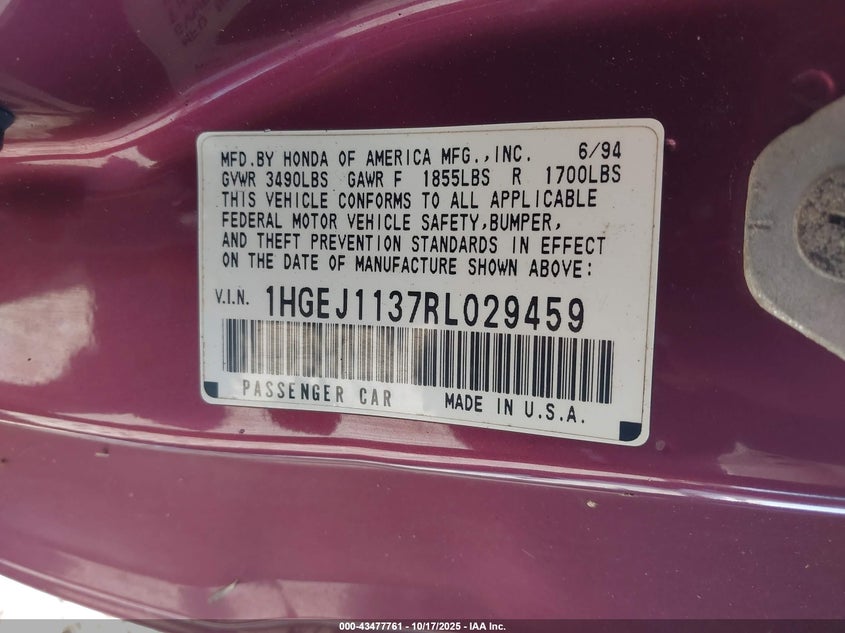 MFD.BY HONDA OF AMERICA MFG.,INC. 6/94
GVWR 3490LBS GAWR F 1855LBS R 1700LBS
THIS VEHICLE CONFORMS TO ALL APPLICABLE
FEDERAL MOTOR VEHICLE SAFETY,BUMPER,
AND THEFT PREVENTION STANDARDS IN EFFECT
ON THE DATE OF MANUFACTURE SHOWN ABOVE:
V.I.N. 1HGEJ1137RL029459
PASSENGER CAR MADE IN U.S.A.
000-43477761 - 10/17/2025 - IAA Inc.